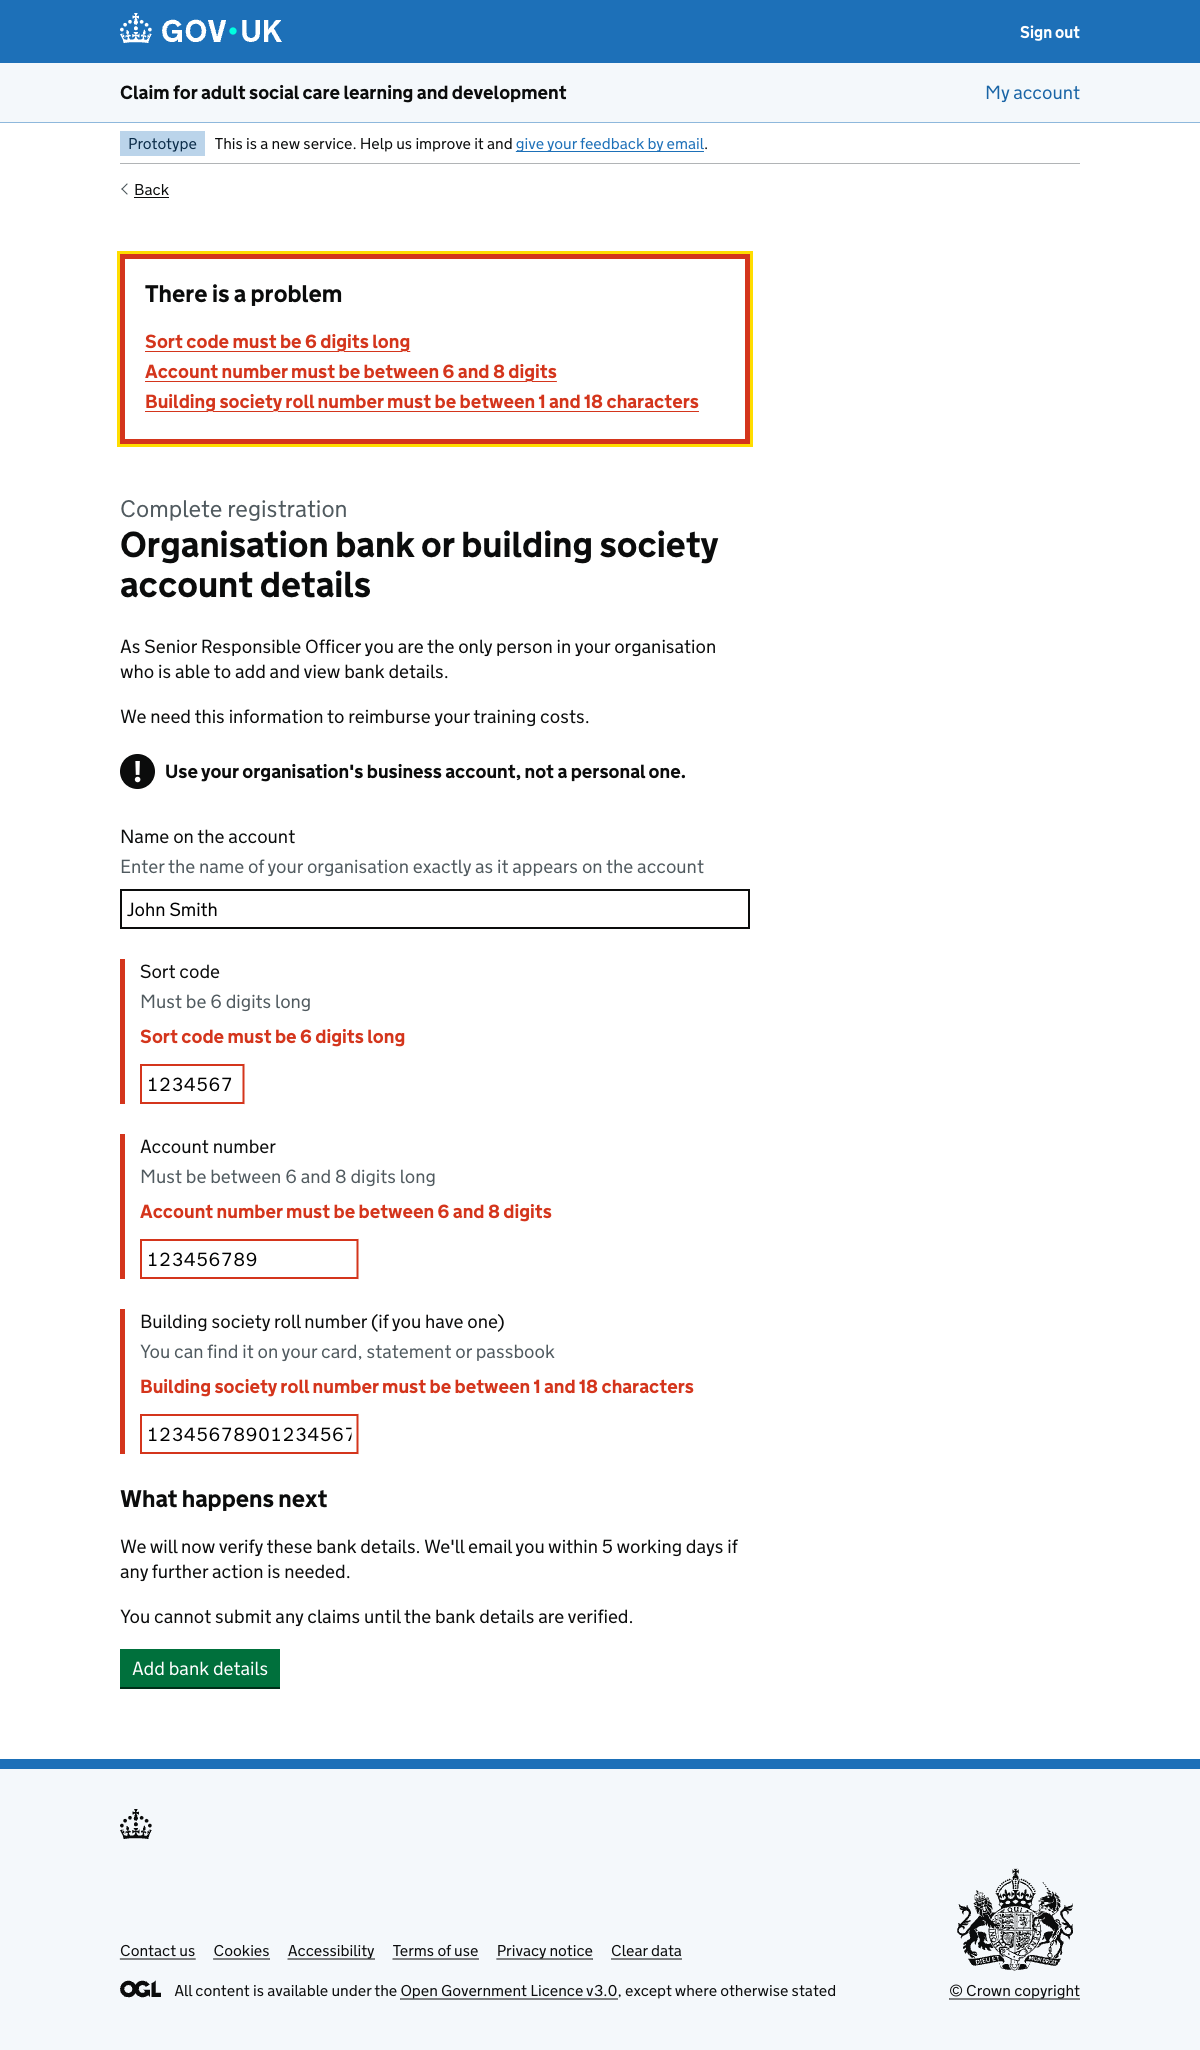 GOV·UK
Sign out
Claim for adult social care learning and development
My account
Prototype
This is a new service. Help us improve it and give your feedback by email.
Back
There is a problem
Sort code must be 6 digits long
Account number must be between 6 and 8 digits
Building society roll number must be between 1 and 18 characters
Complete registration
Organisation bank or building society
account details
As Senior Responsible Officer you are the only person in your organisation
who is able to add and view bank details.
We need this information to reimburse your training costs.
! Use your organisation's business account, not a personal one.
Name on the account
Enter the name of your organisation exactly as it appears on the account
John Smith
Sort code
Must be 6 digits long
Sort code must be 6 digits long
1234567
Account number
Must be between 6 and 8 digits long
Account number must be between 6 and 8 digits
123456789
Building society roll number (if you have one)
You can find it on your card, statement or passbook
Building society roll number must be between 1 and 18 characters
12345678901234567
What happens next
We will now verify these bank details. We'll email you within 5 working days if
any further action is needed.
You cannot submit any claims until the bank details are verified.
Add bank details
Contact us
Cookies
Accessibility
Terms of use
Privacy notice
Clear data
OGL
All content is available under the Open Government Licence v3.0, except where otherwise stated
© Crown copyright